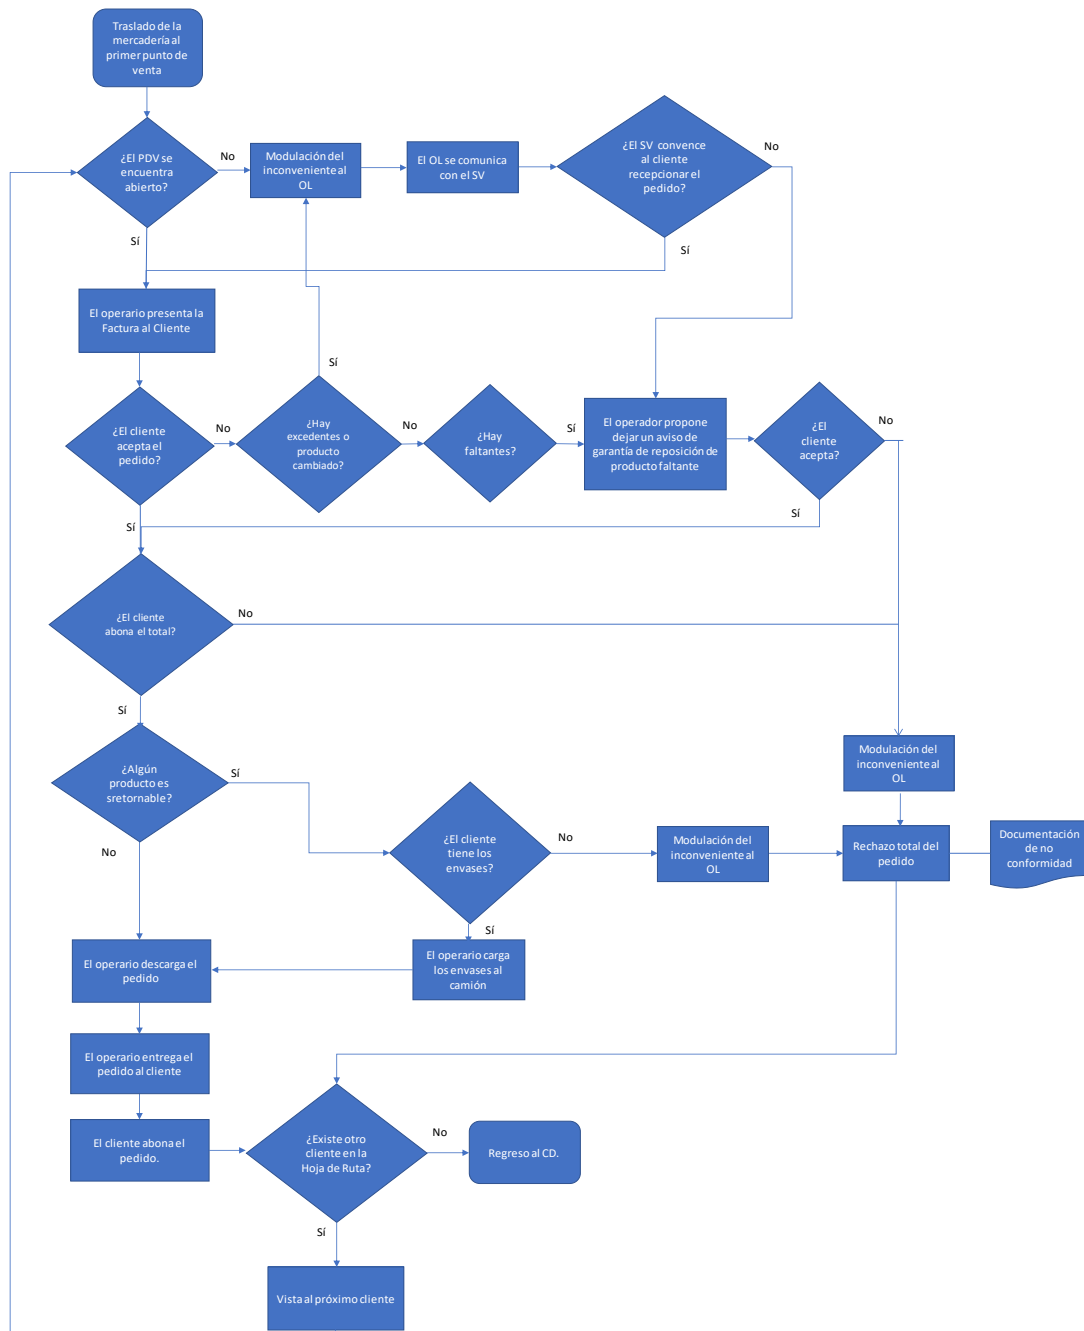 Traslado de la
mercadería al
primer punto de
venta
¿El PDV se
encuentra
abierto?
No
Modulación del
inconveniente al
OL
El OL se comunica
con el SV
¿El SV convence
al cliente
recepcionar el
pedido?
No
Sí
Sí
El operario presenta la
Factura al Cliente
Sí
¿El cliente
acepta el
pedido?
No
¿Hay
excedentes o
producto
cambiado?
No
¿Hay
faltantes?
Sí
El operador propone
dejar un aviso de
garantía de reposición de
producto faltante
¿El
cliente
acepta?
No
Sí
Sí
¿El cliente
abona el total?
No
Sí
¿Algún
producto es
sretornable?
Sí
No
¿El cliente
tiene los
envases?
No
Modulación del
inconveniente al
OL
Modulación del
inconveniente al
OL
Rechazo total del
pedido
Documentación
de no
conformidad
Sí
El operario descarga el
pedido
El operario carga
los envases al
camión
El operario entrega el
pedido al cliente
El cliente abona el
pedido.
¿Existe otro
cliente en la
Hoja de Ruta?
No
Regreso al CD.
Sí
Vista al próximo cliente